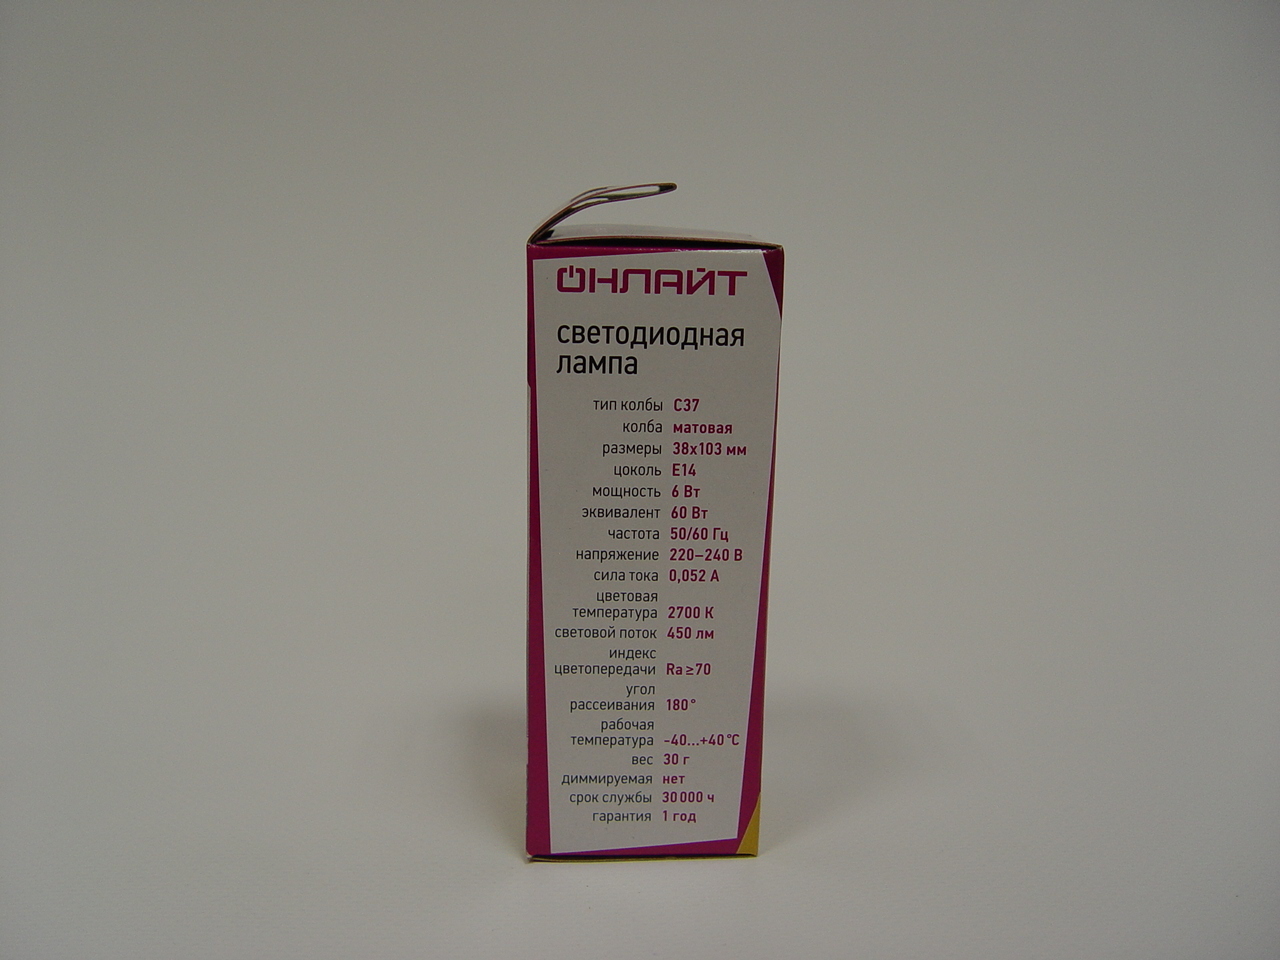 ОНЛАЙТ
светодиодная
лампа
тип колбы C37
колба матовая
размеры 38x103 мм
цоколь E14
мощность 6 Вт
эквивалент 60 Вт
частота 50/60 Гц
напряжение 220–240 В
сила тока 0,052 А
цветовая
температура 2700 К
световой поток 450 лм
индекс
цветопередачи Ra≥70
угол
рассеивания 180°
рабочая
температура -40...+40°C
вес 30 г
диммируемая нет
срок службы 30 000 ч
гарантия 1 год